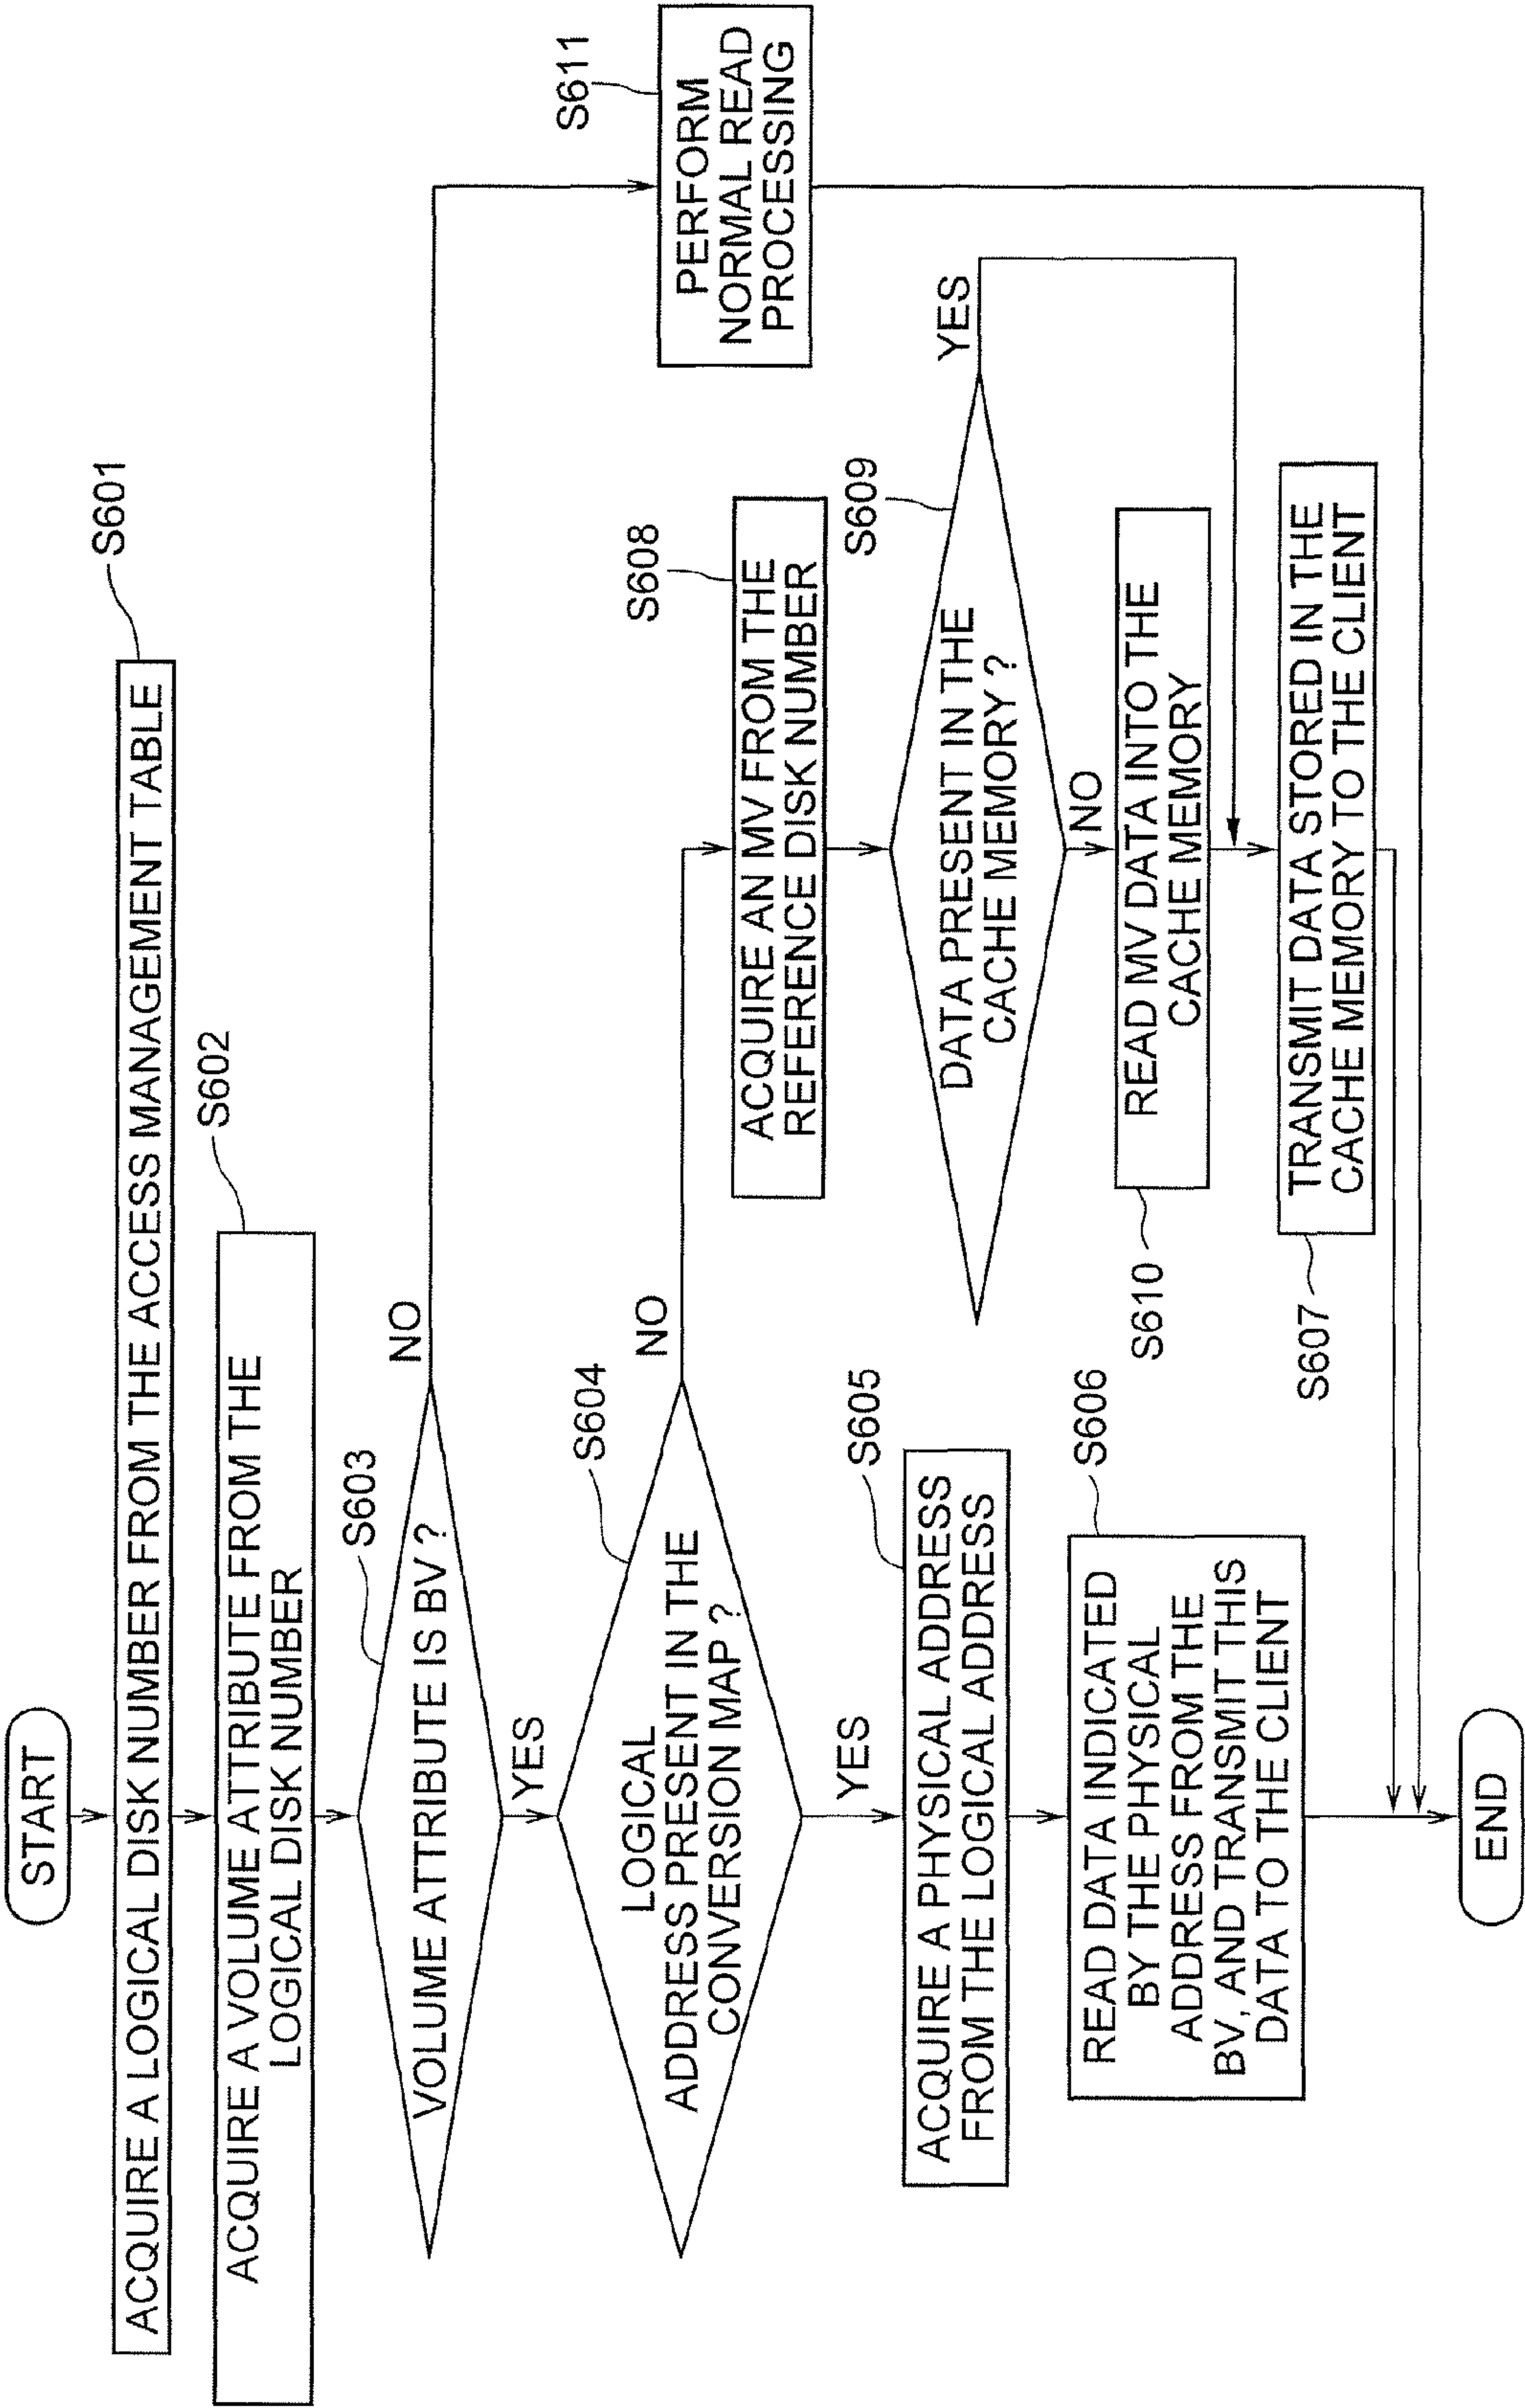 START
S601
ACQUIRE A LOGICAL DISK NUMBER FROM THE ACCESS MANAGEMENT TABLE
S602
ACQUIRE A VOLUME ATTRIBUTE FROM THE
LOGICAL DISK NUMBER
S603
VOLUME ATTRIBUTE IS BV ?
NO
YES
S604
LOGICAL
ADDRESS PRESENT IN THE
CONVERSION MAP ?
NO
YES
S605
ACQUIRE A PHYSICAL ADDRESS
FROM THE LOGICAL ADDRESS
S606
READ DATA INDICATED
BY THE PHYSICAL
ADDRESS FROM THE
BV, AND TRANSMIT THIS
DATA TO THE CLIENT
S608
ACQUIRE AN MV FROM THE
REFERENCE DISK NUMBER
S609
DATA PRESENT IN THE
CACHE MEMORY ?
YES
NO
S610
READ MV DATA INTO THE
CACHE MEMORY
S607
TRANSMIT DATA STORED IN THE
CACHE MEMORY TO THE CLIENT
S611
PERFORM
NORMAL READ
PROCESSING
END